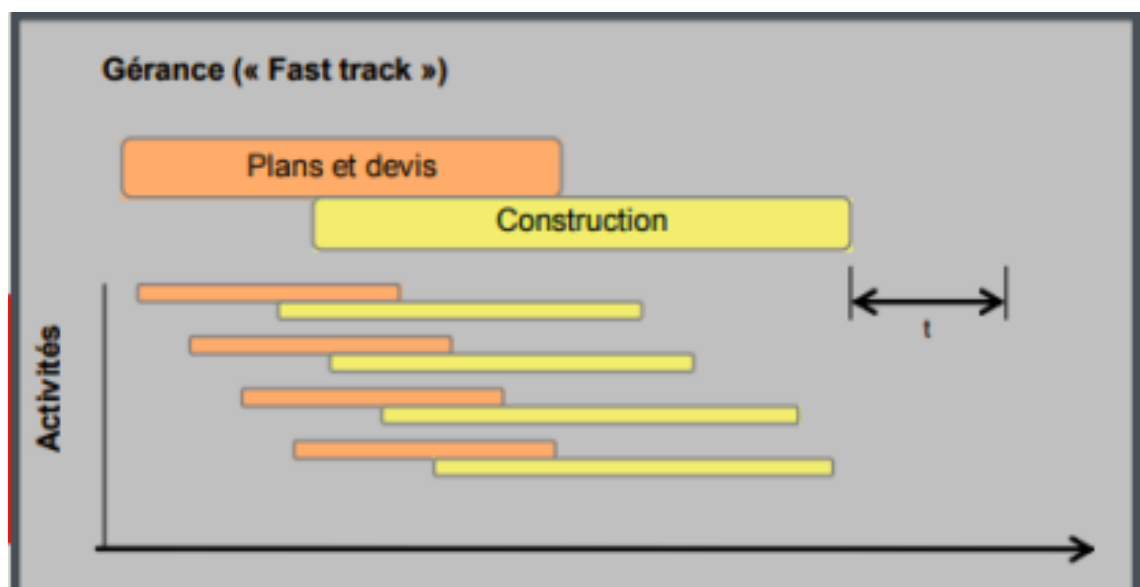 Gérance (« Fast track »)
Plans et devis
Construction
t
Activités